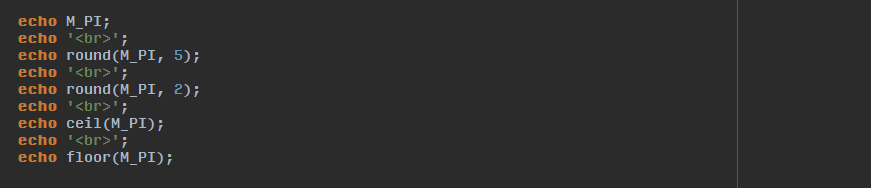 echo M_PI;
echo '<br>';
echo round(M_PI, 5);
echo '<br>';
echo round(M_PI, 2);
echo '<br>';
echo ceil(M_PI);
echo '<br>';
echo floor(M_PI);